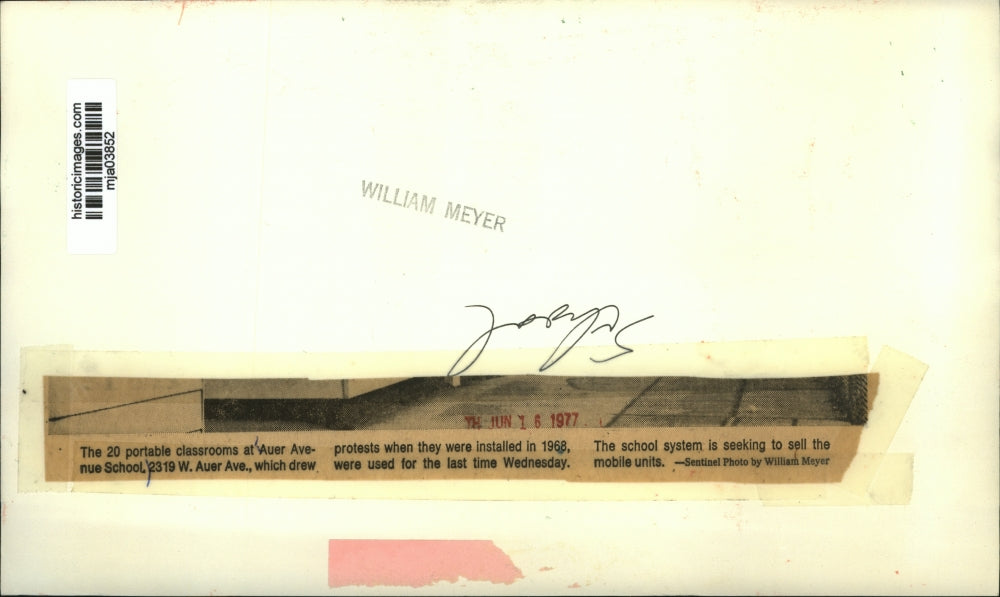 historicimages.com
mja03852
WILLIAM MEYER
TH JUN 16 1977
The 20 portable classrooms at Auer Ave-
nue School, 2319 W. Auer Ave., which drew
protests when they were installed in 1968,
were used for the last time Wednesday.
The school system is seeking to sell the
mobile units. —Sentinel Photo by William Meyer